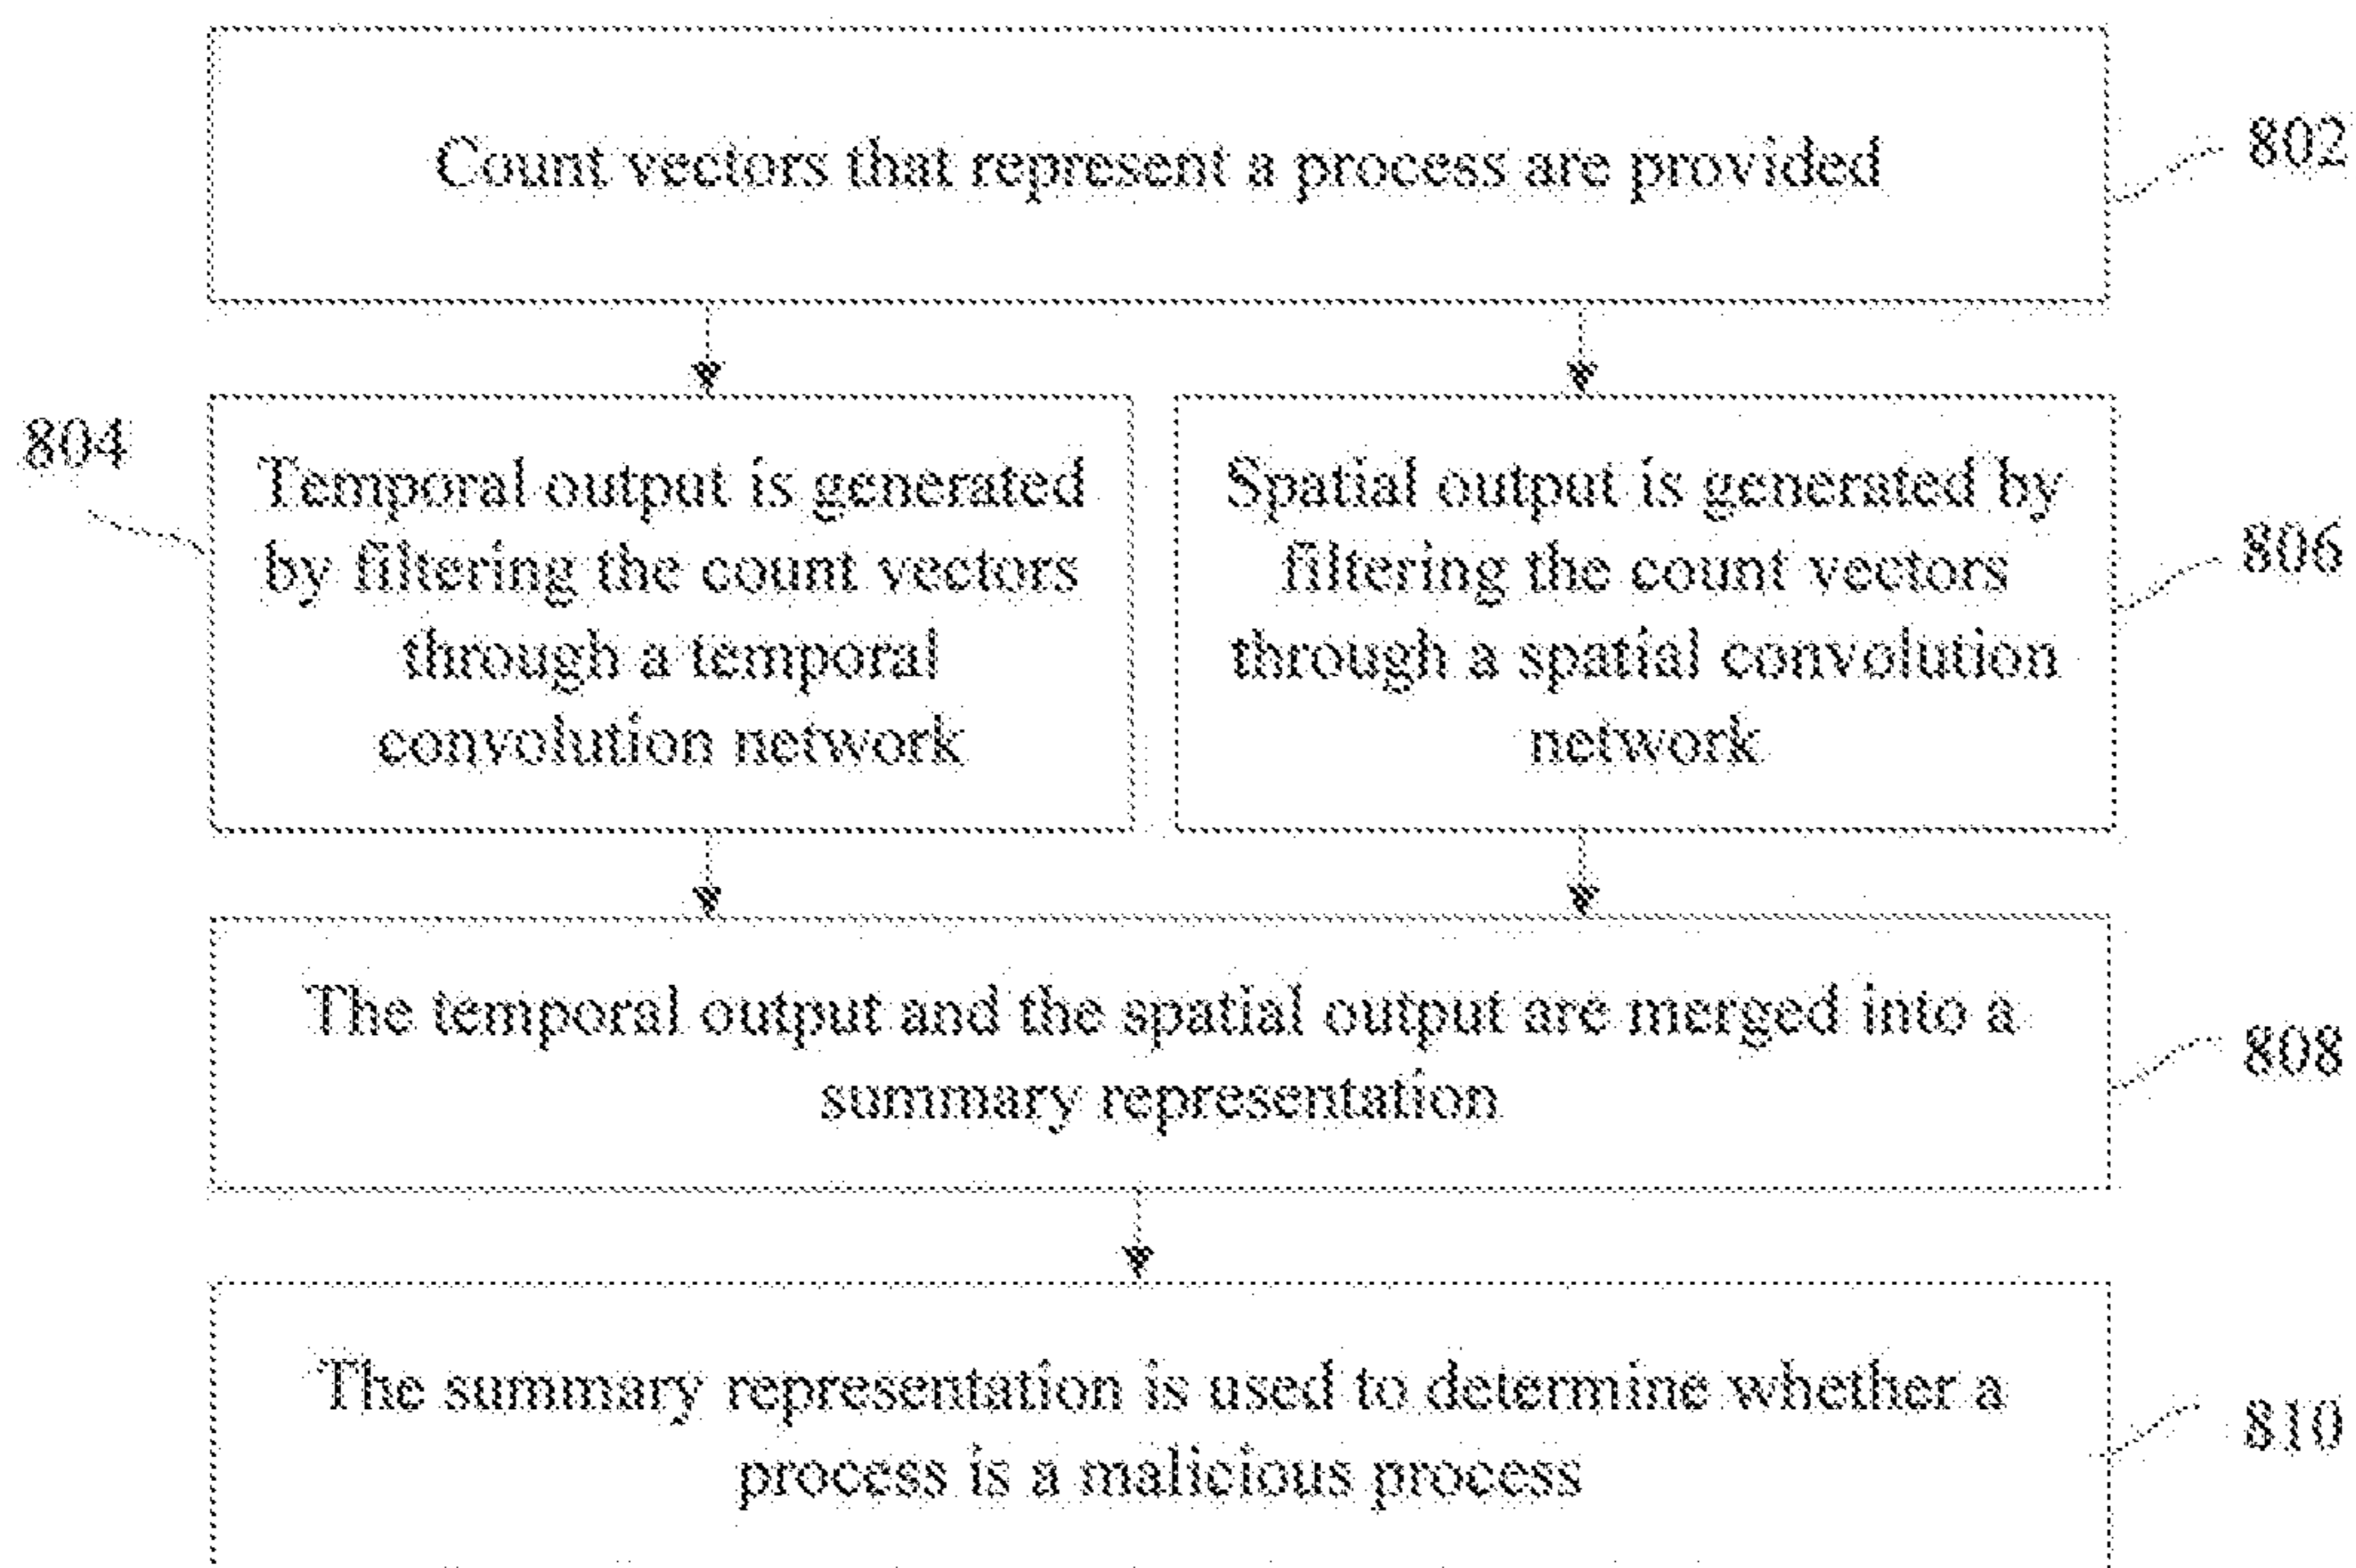 Count vectors that represent a process are provided
802
804
Temporal output is generated
by filtering the count vectors
through a temporal
convolution network
Spatial output is generated by
filtering the count vectors
through a spatial convolution
network
806
The temporal output and the spatial output are merged into a
summary representation
808
The summary representation is used to determine whether a
process is a malicious process
810